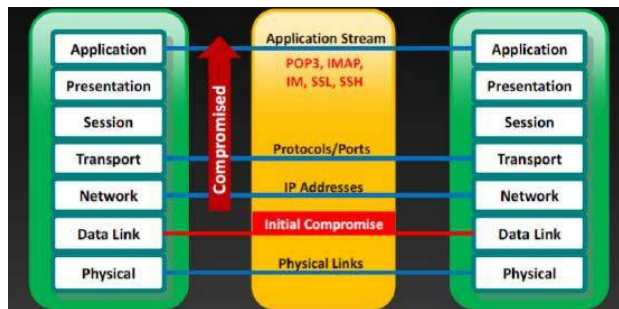 Application
Presentation
Session
Transport
Network
Data Link
Physical
Compromised
Application Stream
POP3, IMAP,
IM, SSL, SSH
Protocols/Ports
IP Addresses
Initial Compromise
Physical Links
Application
Presentation
Session
Transport
Network
Data Link
Physical